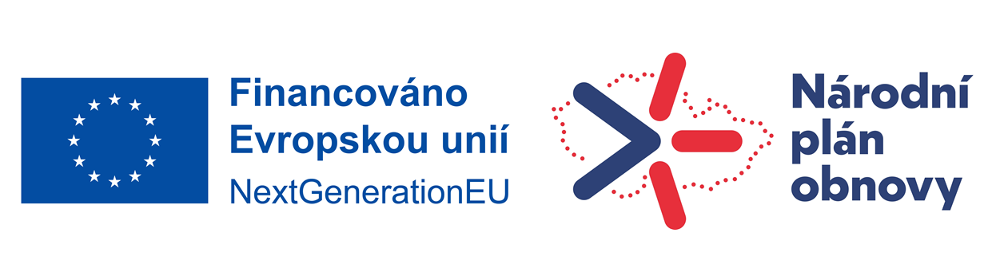 Financováno
Evropskou unií
NextGenerationEU
Národní
plán
obnovy